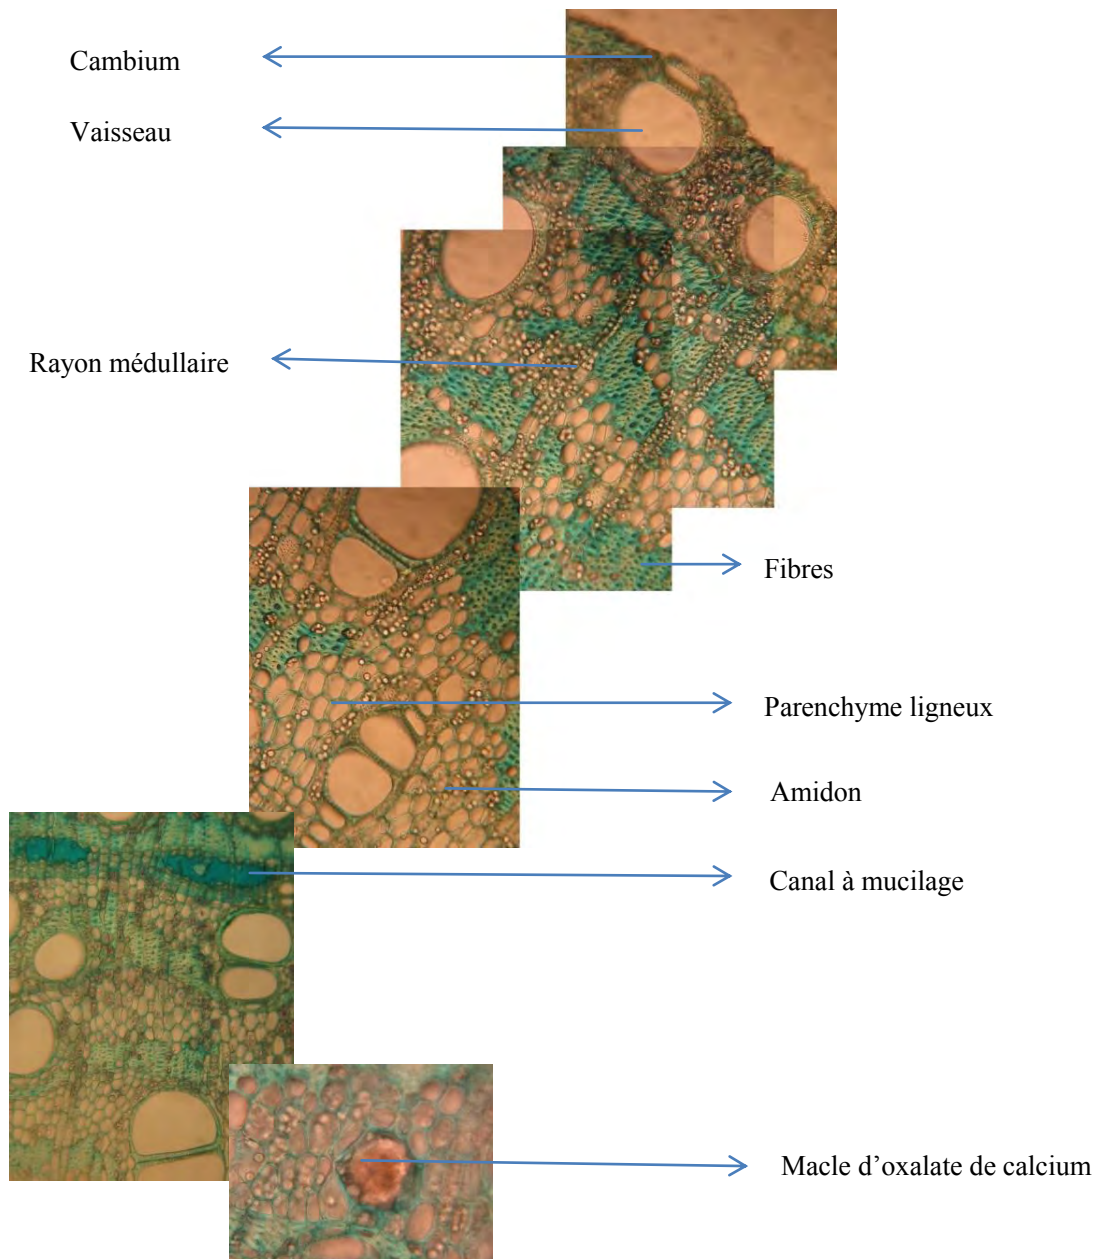 Cambium
Vaisseau
Rayon médullaire
Fibres
Parenchyme ligneux
Amidon
Canal à mucilage
Macle d’oxalate de calcium